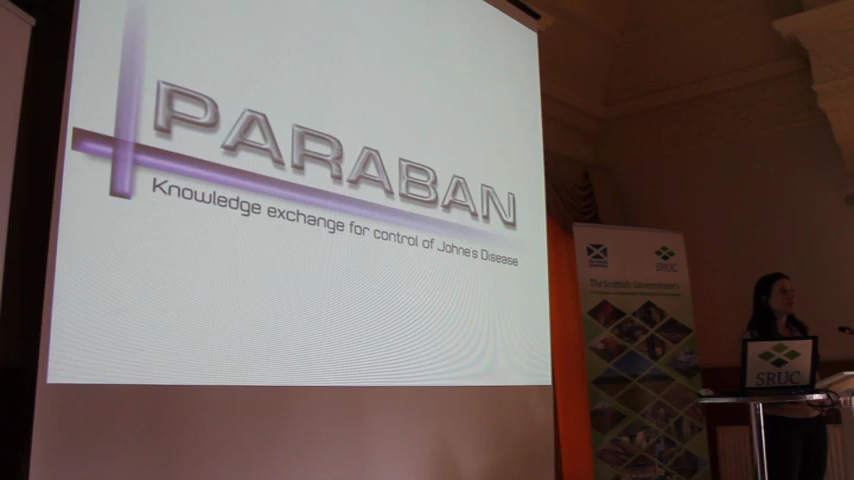 PARABAN
Knowledge exchange for control of Johne's Disease
SRUC
The Scottish Government's
SRUC